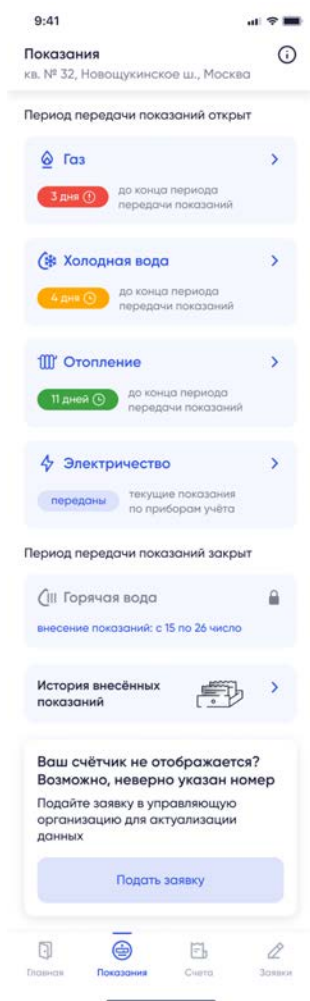 9:41
Показания
кв. № 32, Новощукинское ш., Москва
Период передачи показаний открыт
Газ
3 дня
до конца периода
передачи показаний
Холодная вода
4 дня
до конца периода
передачи показаний
Отопление
11 дней
до конца периода
передачи показаний
Электричество
переданы
текущие показания
по приборам учёта
Период передачи показаний закрыт
Горячая вода
внесение показаний: с 15 по 26 число
История внесённых
показаний
Ваш счётчик не отображается?
Возможно, неверно указан номер
Подайте заявку в управляющую
организацию для актуализации
данных
Подать заявку
Главная Показания Счета Заявки